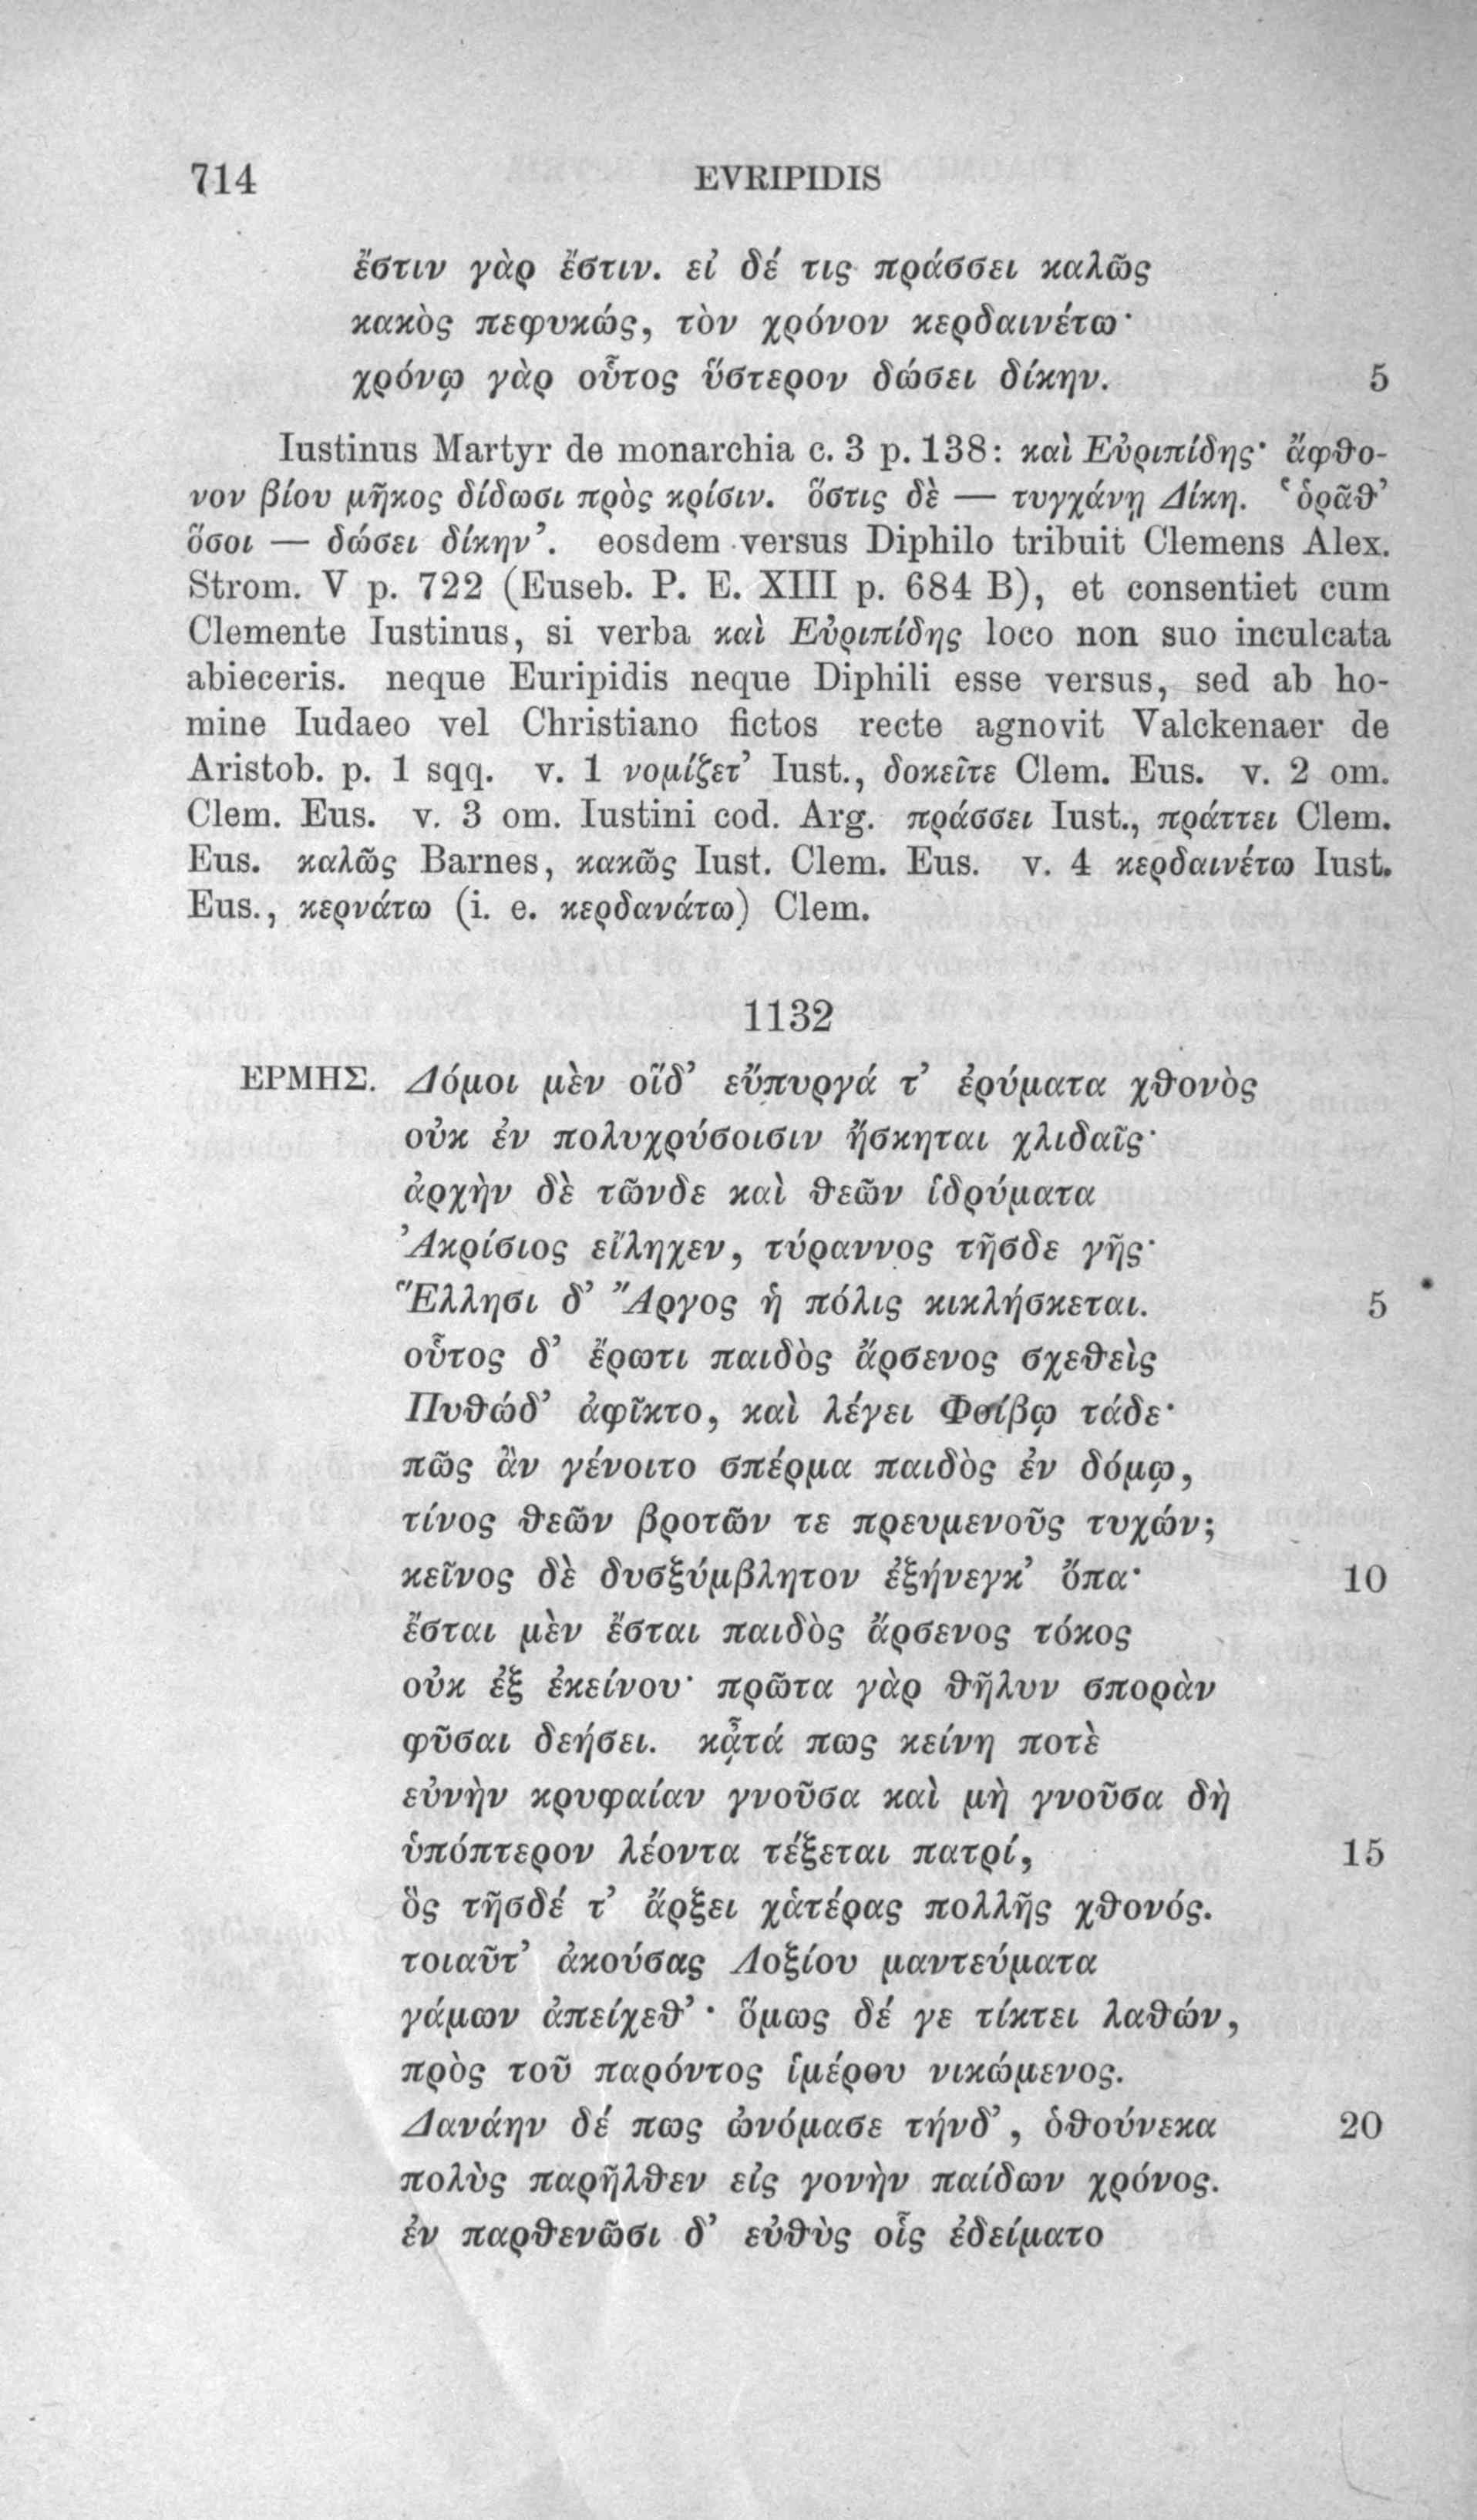 714 EVRIPIDIS
ἔστιν γὰρ ἔστιν. εἰ δέ τις πράσσει καλῶς
κακὸς πεφυκώς, τὸν χρόνον κερδαινέτω·
χρόνῳ γὰρ οὗτος ὕστερον δώσει δίκην. 5
Iustinus Martyr de monarchia c. 3 p. 138: καὶ Εὐριπίδης· ἄφθο-
νον βίου μῆκος δίδωσι πρὸς κρίσιν. ὅστις δὲ — τυγχάνῃ Δίκη. ʽὁρᾶθ’
ὅσοι — δώσει δίκην’. eosdem versus Diphilo tribuit Clemens Alex.
Strom. V p. 722 (Euseb. P. E. XIII p. 684 B), et consentiet cum
Clemente Iustinus, si verba καὶ Εὐριπίδης loco non suo inculcata
abieceris. neque Euripidis neque Diphili esse versus, sed ab ho-
mine Iudaeo vel Christiano fictos recte agnovit Valckenaer de
Aristob. p. 1 sqq. v. 1 νομίζετ’ Iust., δοκεῖτε Clem. Eus. v. 2 om.
Clem. Eus. v. 3 om. Iustini cod. Arg. πράσσει Iust., πράττει Clem.
Eus. καλῶς Barnes, κακῶς Iust. Clem. Eus. v. 4 κερδαινέτω Iust.
Eus., κερνάτω (i. e. κερδανάτω) Clem.
1132
ΕΡΜΗΣ. Δόμοι μὲν οἵδ’ εὔπυργά τ’ ἐρύματα χθονὸς
οὐκ ἐν πολυχρύσοισιν ἤσκηται χλιδαῖς·
ἀρχὴν δὲ τῶνδε καὶ θεῶν ἱδρύματα
Ἀκρίσιος εἴληχεν, τύραννος τῆσδε γῆς·
Ἕλλησι δ’ Ἄργος ἡ πόλις κικλήσκεται. 5
οὗτος δ’ ἔρωτι παιδὸς ἄρσενος σχεθεὶς
Πυθώδ’ ἀφῖκτο, καὶ λέγει Φοίβῳ τάδε·
πῶς ἂν γένοιτο σπέρμα παιδὸς ἐν δόμῳ,
τίνος θεῶν βροτῶν τε πρευμενοῦς τυχών;
κεῖνος δὲ δυσξύμβλητον ἐξήνεγκ’ ὄπα· 10
ἔσται μὲν ἔσται παιδὸς ἄρσενος τόκος
οὐκ ἐξ ἐκείνου· πρῶτα γὰρ θῆλυν σπορὰν
φῦσαι δεήσει. κᾆτά πως κείνη ποτὲ
εὐνὴν κρυφαίαν γνοῦσα καὶ μὴ γνοῦσα δὴ
ὑπόπτερον λέοντα τέξεται πατρί, 15
ὃς τῆσδέ τ’ ἄρξει χἀτέρας πολλῆς χθονός.
τοιαῦτ’ ἀκούσας Λοξίου μαντεύματα
γάμων ἀπείχεθ’· ὅμως δέ γε τίκτει λαθών,
πρὸς τοῦ παρόντος ἱμέρου νικώμενος.
Δανάην δέ πως ὠνόμασε τήνδ’, ὁθούνεκα 20
πολὺς παρῆλθεν εἰς γονὴν παίδων χρόνος.
ἐν παρθενῶσι δ’ εὐθὺς οἷς ἐδείματο